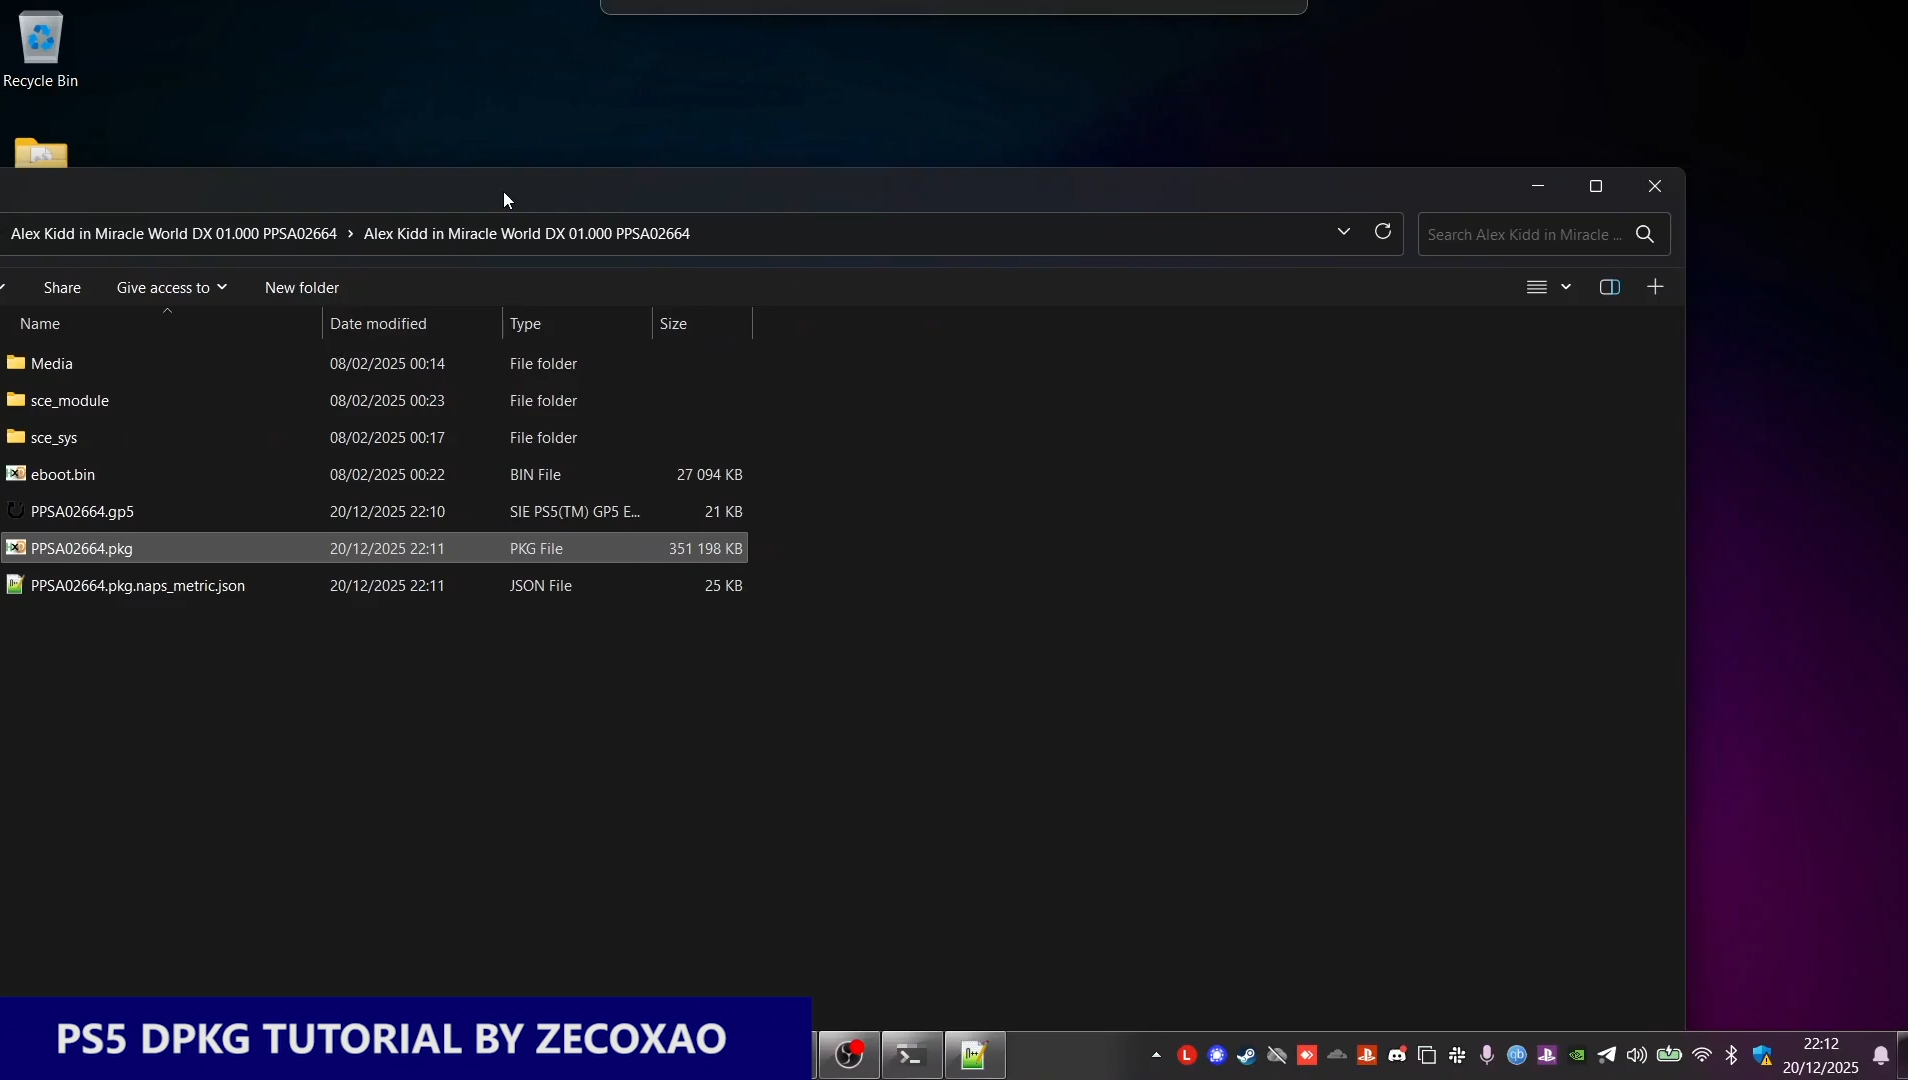 Recycle Bin
Alex Kidd in Miracle World DX 01.000 PPSA02664 > Alex Kidd in Miracle World DX 01.000 PPSA02664
Search Alex Kidd in Miracle ...
Share Give access to New folder
Name Date modified Type Size
Media 08/02/2025 00:14 File folder
sce_module 08/02/2025 00:23 File folder
sce_sys 08/02/2025 00:17 File folder
eboot.bin 08/02/2025 00:22 BIN File 27 094 KB
PPSA02664.gp5 20/12/2025 22:10 SIE PS5(TM) GP5 E... 21 KB
PPSA02664.pkg 20/12/2025 22:11 PKG File 351 198 KB
PPSA02664.pkg.naps_metric.json 20/12/2025 22:11 JSON File 25 KB
PS5 DPKG TUTORIAL BY ZECOXAO
L
qb
22:12
20/12/2025